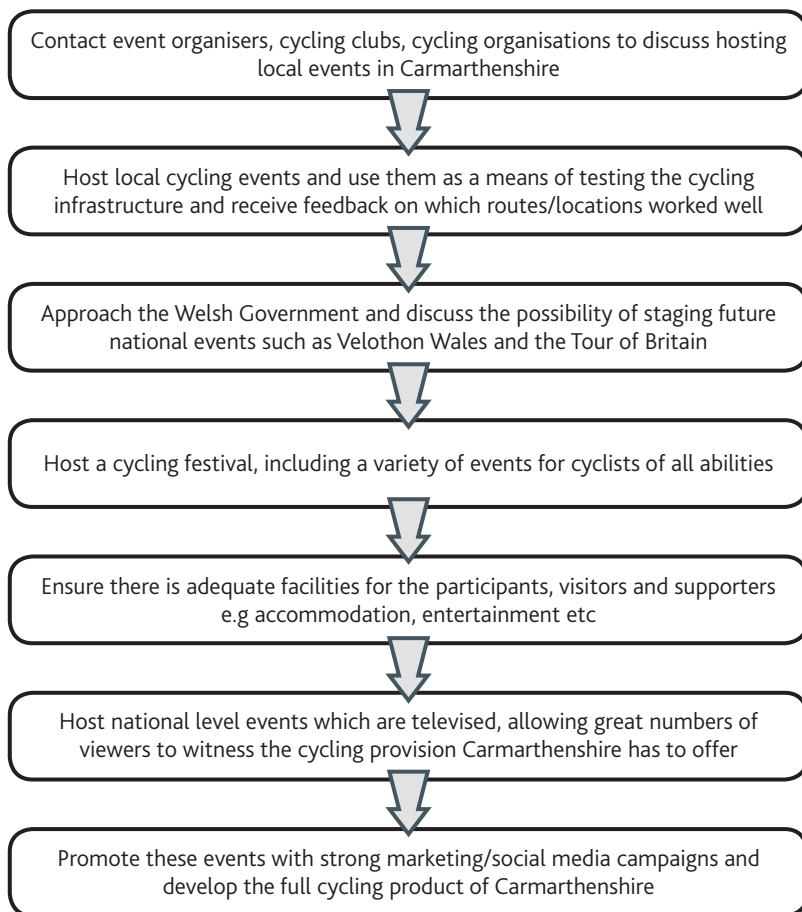 Contact event organisers, cycling clubs, cycling organisations to discuss hosting
local events in Carmarthenshire
Host local cycling events and use them as a means of testing the cycling
infrastructure and receive feedback on which routes/locations worked well
Approach the Welsh Government and discuss the possibility of staging future
national events such as Velothon Wales and the Tour of Britain
Host a cycling festival, including a variety of events for cyclists of all abilities
Ensure there is adequate facilities for the participants, visitors and supporters
e.g accommodation, entertainment etc
Host national level events which are televised, allowing great numbers of
viewers to witness the cycling provision Carmarthenshire has to offer
Promote these events with strong marketing/social media campaigns and
develop the full cycling product of Carmarthenshire